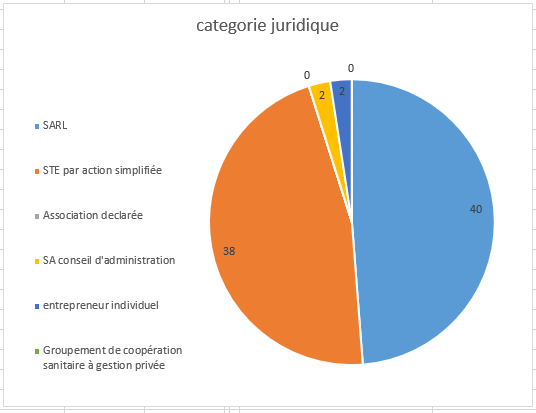 categorie juridique
0
0
2
2
SARL
40
STE par action simplifiée
Association declarée
38
SA conseil d'administration
entrepreneur individuel
Groupement de coopération
sanitaire à gestion privée